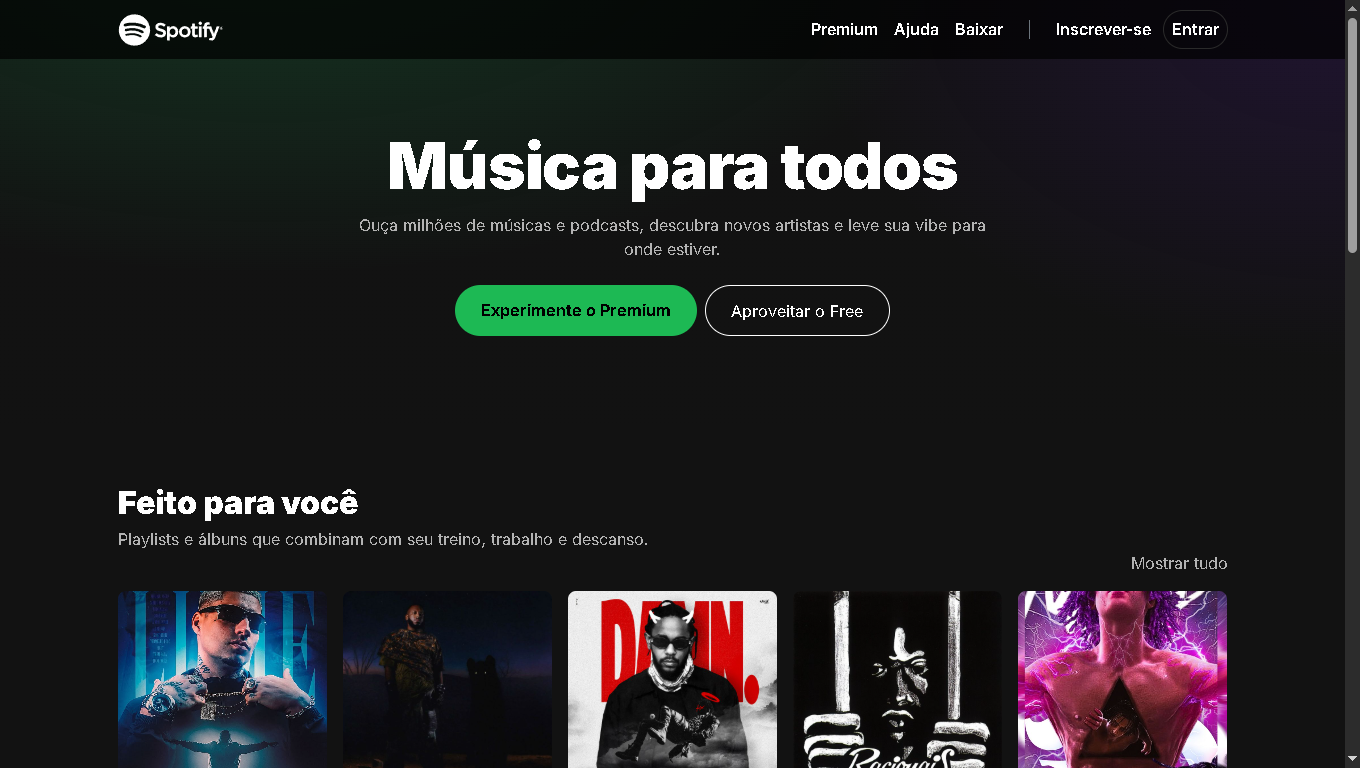 Spotify
Premium Ajuda Baixar Inscrever-se Entrar
Música para todos
Ouça milhões de músicas e podcasts, descubra novos artistas e leve sua vibe para
onde estiver.
Experimente o Premium Aproveitar o Free
Feito para você
Playlists e álbuns que combinam com seu treino, trabalho e descanso.
Mostrar tudo
DAMN.
Racionais